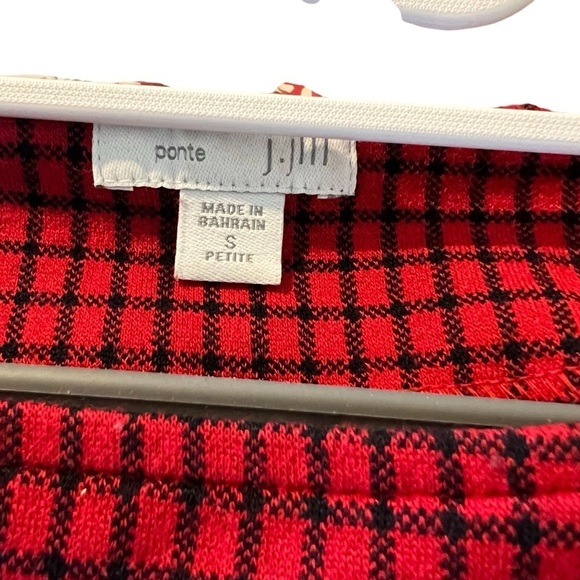 ponte j.jill
MADE IN
BAHRAIN
S
PETITE